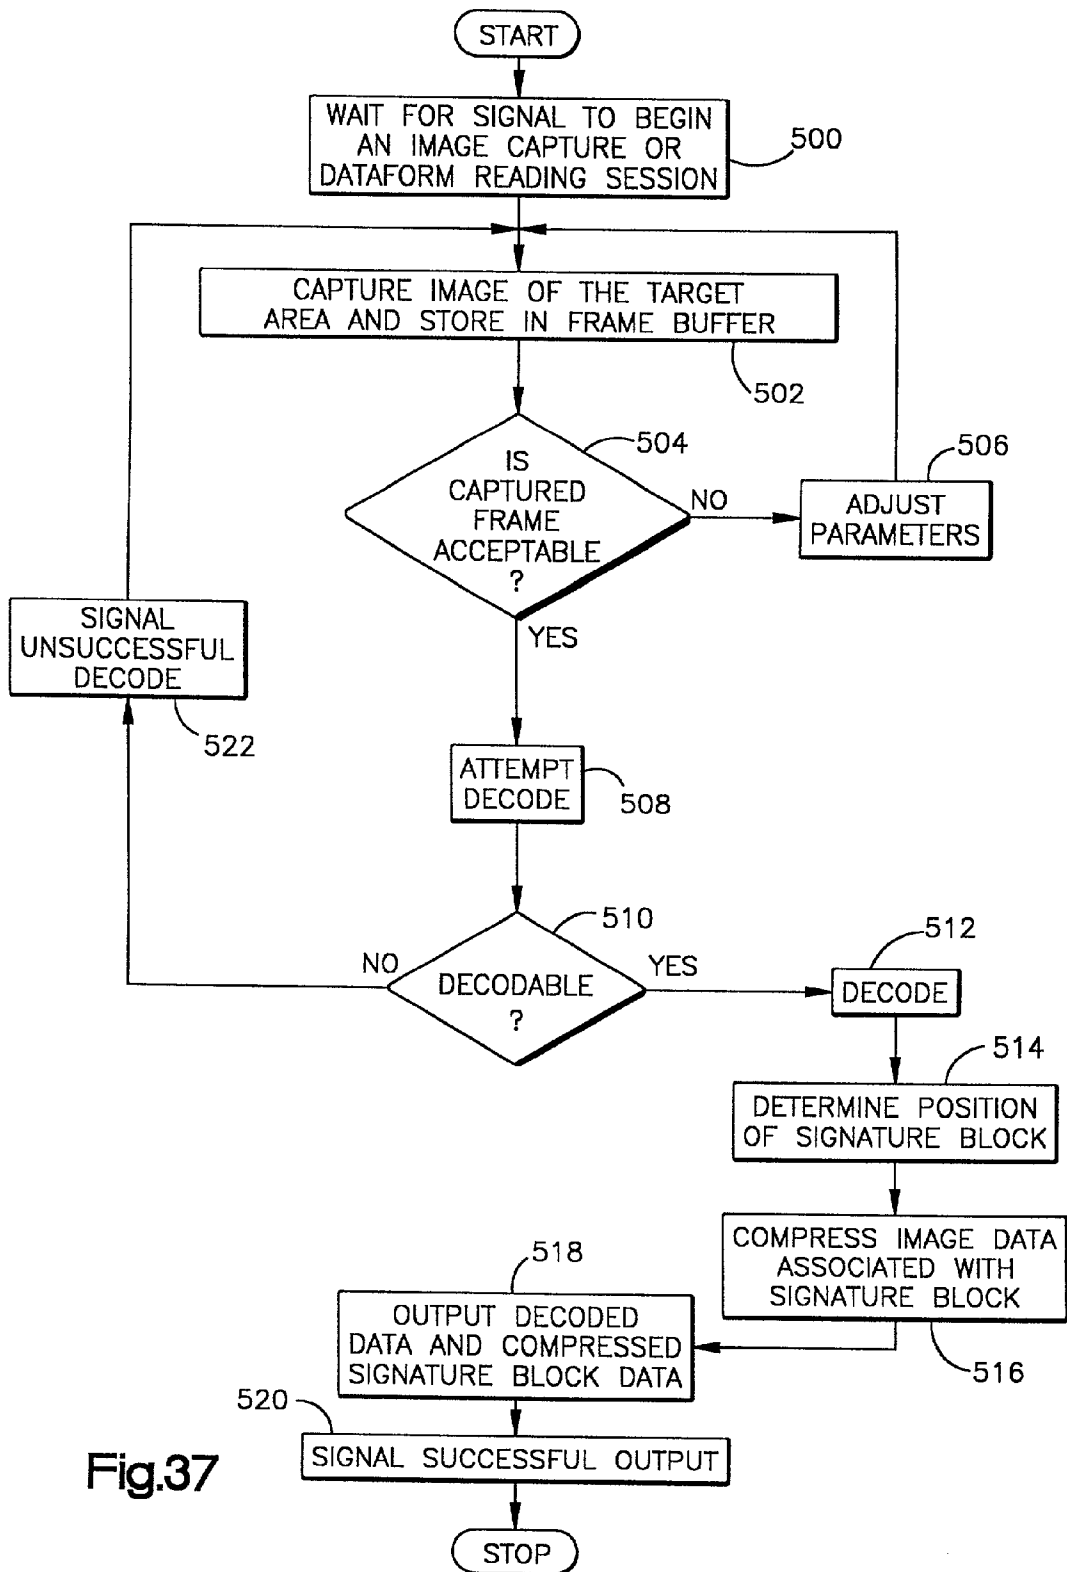 START
WAIT FOR SIGNAL TO BEGIN
AN IMAGE CAPTURE OR
DATAFORM READING SESSION
500
CAPTURE IMAGE OF THE TARGET
AREA AND STORE IN FRAME BUFFER
502
IS
CAPTURED
FRAME
ACCEPTABLE
?
504
NO
506
ADJUST
PARAMETERS
YES
SIGNAL
UNSUCCESSFUL
DECODE
522
ATTEMPT
DECODE
508
DECODABLE
?
510
NO
YES
512
DECODE
514
DETERMINE POSITION
OF SIGNATURE BLOCK
COMPRESS IMAGE DATA
ASSOCIATED WITH
SIGNATURE BLOCK
516
518
OUTPUT DECODED
DATA AND COMPRESSED
SIGNATURE BLOCK DATA
520
SIGNAL SUCCESSFUL OUTPUT
STOP
Fig.37